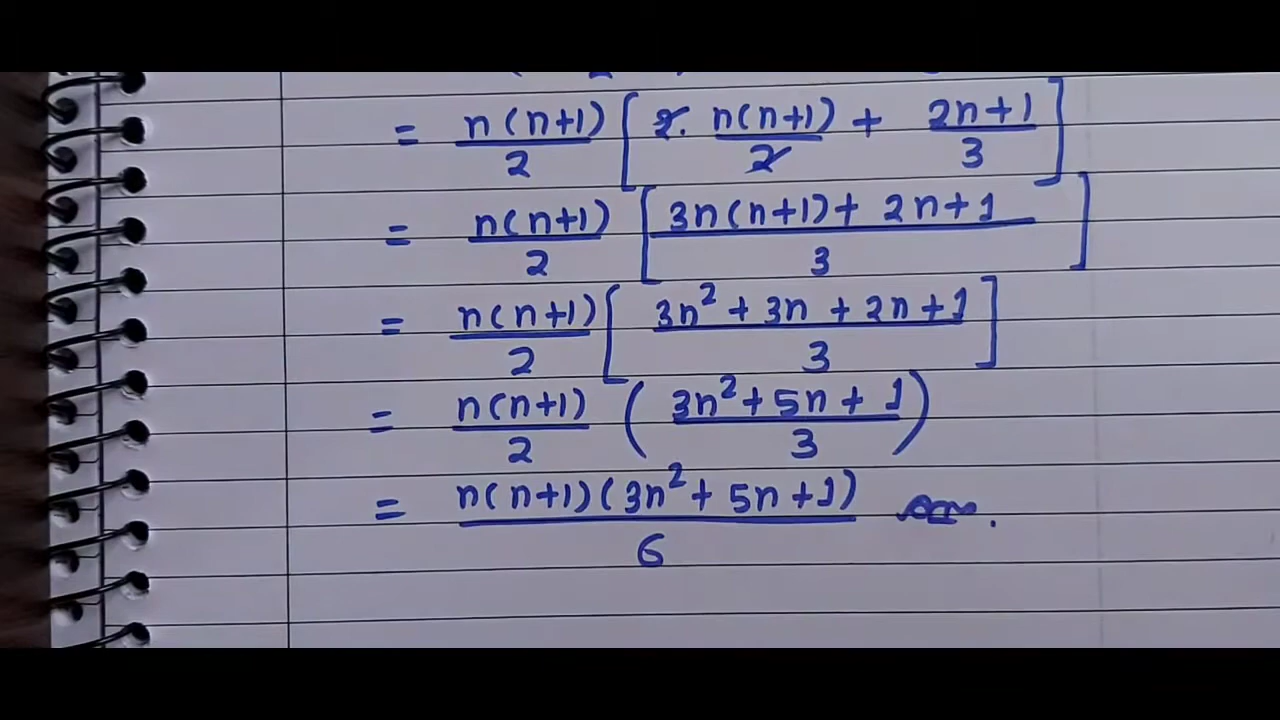 = n(n+1)/2 [2. n(n+1)/2 + 2n+1/3]
= n(n+1)/2 [3n(n+1)+ 2n+1/3]
= n(n+1)/2 [3n² + 3n + 2n+1/3]
= n(n+1)/2 (3n²+5n+1/3)
= n(n+1)(3n²+5n+1)/6 Ans.